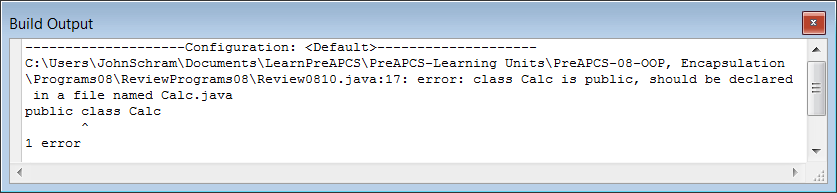 Build Output
x
--------------------Configuration: <Default>--------------------
C:\Users\JohnSchram\Documents\LearnPreAPCS\PreAPCS-Learning Units\PreAPCS-08-OOP, Encapsulation
\Programs08\ReviewPrograms08\Review0810.java:17: error: class Calc is public, should be declared
 in a file named Calc.java
public class Calc
       ^
1 error